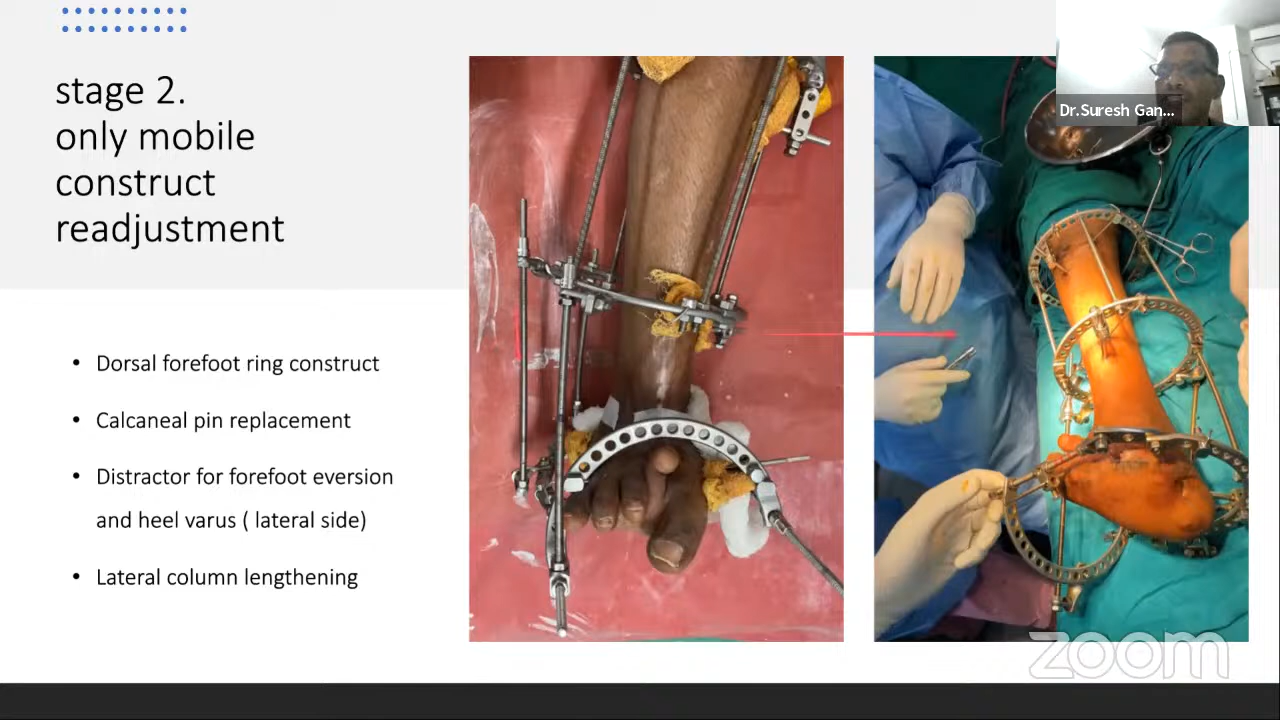 stage 2.
only mobile
construct
readjustment
• Dorsal forefoot ring construct
• Calcaneal pin replacement
• Distractor for forefoot eversion
and heel varus ( lateral side)
• Lateral column lengthening
Dr.Suresh Gan...
zoom